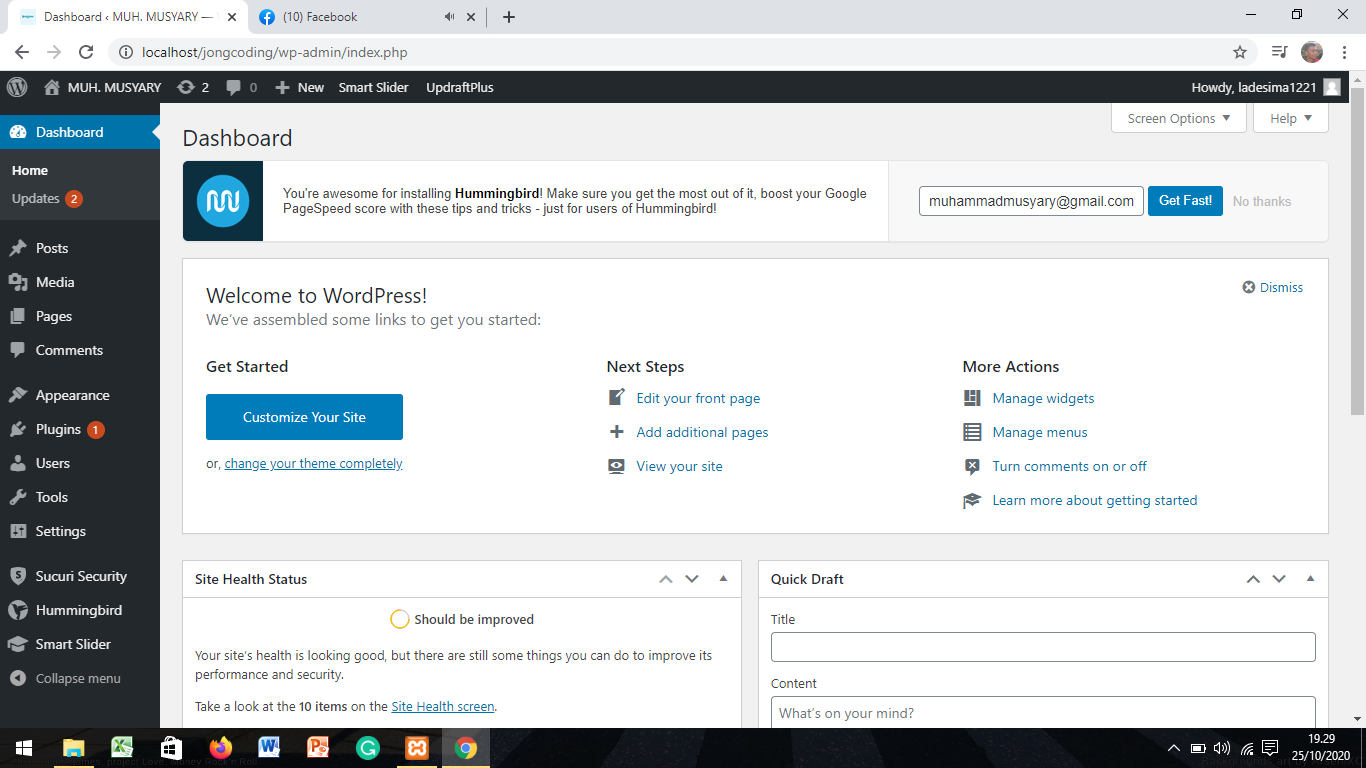 Dashboard ‹ MUH. MUSYARY —
(10) Facebook
localhost/jongcoding/wp-admin/index.php
MUH. MUSYARY
2
0
New
Smart Slider
UpdraftPlus
Howdy, ladesima1221
Dashboard
Home
Updates 2
Posts
Media
Pages
Comments
Appearance
Plugins 1
Users
Tools
Settings
Sucuri Security
Hummingbird
Smart Slider
Collapse menu
Screen Options
Help
Dashboard
You're awesome for installing Hummingbird! Make sure you get the most out of it, boost your Google
PageSpeed score with these tips and tricks - just for users of Hummingbird!
muhammadmusyary@gmail.com
Get Fast!
No thanks
Welcome to WordPress!
Dismiss
We've assembled some links to get you started:
Get Started
Customize Your Site
or, change your theme completely
Next Steps
Edit your front page
Add additional pages
View your site
More Actions
Manage widgets
Manage menus
Turn comments on or off
Learn more about getting started
Site Health Status
Should be improved
Your site's health is looking good, but there are still some things you can do to improve its
performance and security.
Take a look at the 10 items on the Site Health screen.
Quick Draft
Title
Content
What's on your mind?
19.29
25/10/2020